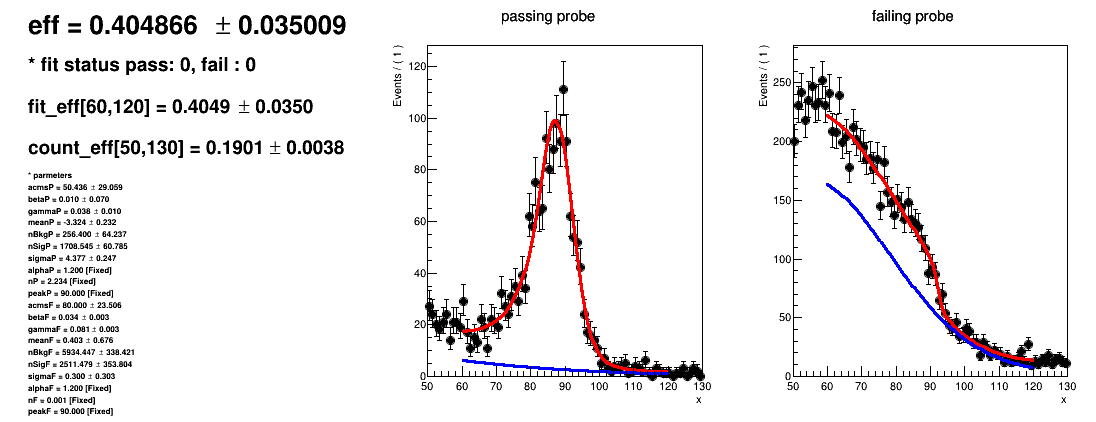 eff = 0.404866 ± 0.035009
* fit status pass: 0, fail : 0
fit_eff[60,120] = 0.4049 ± 0.0350
count_eff[50,130] = 0.1901 ± 0.0038
* parmeters
acmsP = 50.436 ± 29.059
betaP = 0.010 ± 0.070
gammaP = 0.038 ± 0.010
meanP = -3.324 ± 0.232
nBkgP = 256.400 ± 64.237
nSigP = 1708.545 ± 60.785
sigmaP = 4.377 ± 0.247
alphaP = 1.200 [Fixed]
nP = 2.234 [Fixed]
peakP = 90.000 [Fixed]
acmsF = 80.000 ± 23.506
betaF = 0.034 ± 0.003
gammaF = 0.081 ± 0.003
meanF = 0.403 ± 0.676
nBkgF = 5934.447 ± 338.421
nSigF = 2511.479 ± 353.804
sigmaF = 0.300 ± 0.303
alphaF = 1.200 [Fixed]
nF = 0.001 [Fixed]
peakF = 90.000 [Fixed]
passing probe
Events / ( 1 )
120
100
80
60
40
20
0
50 60 70 80 90 100 110 120 130
x
failing probe
Events / ( 1 )
250
200
150
100
50
0
50 60 70 80 90 100 110 120 130
x